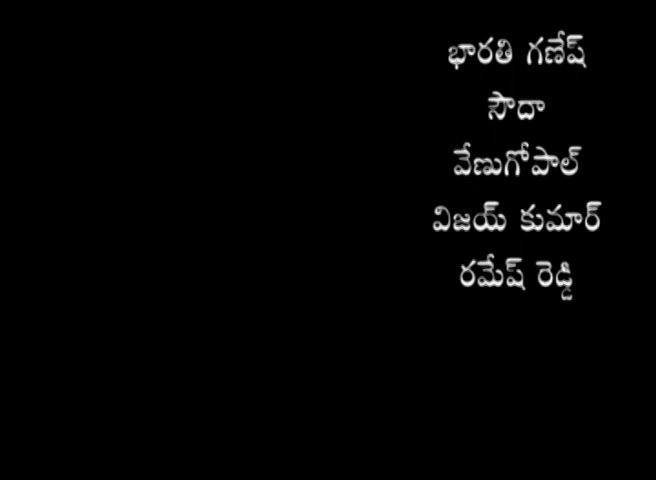 భారతి గణేష్
సౌదా
వేణుగోపాల్
విజయ్ కుమార్
రమేష్ రెడ్డి